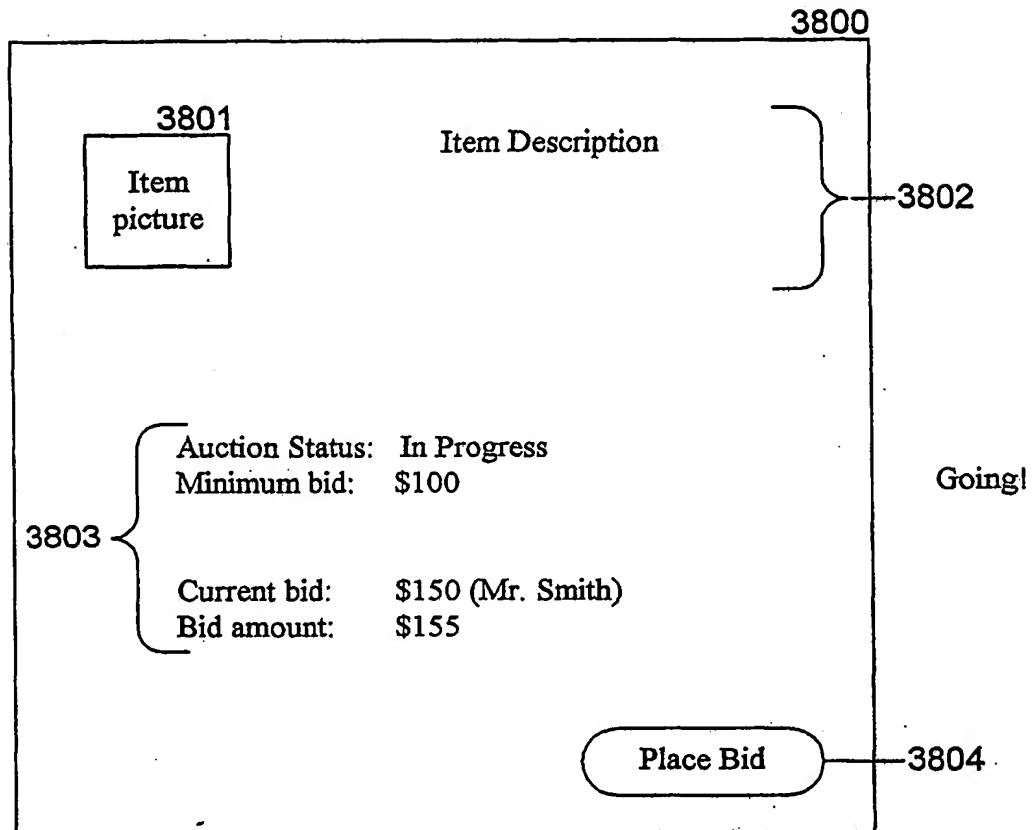 3800
3801
Item
picture
Item Description
3802
Auction Status: In Progress
Minimum bid: $100
Going!
3803
Current bid: $150 (Mr. Smith)
Bid amount: $155
Place Bid
3804